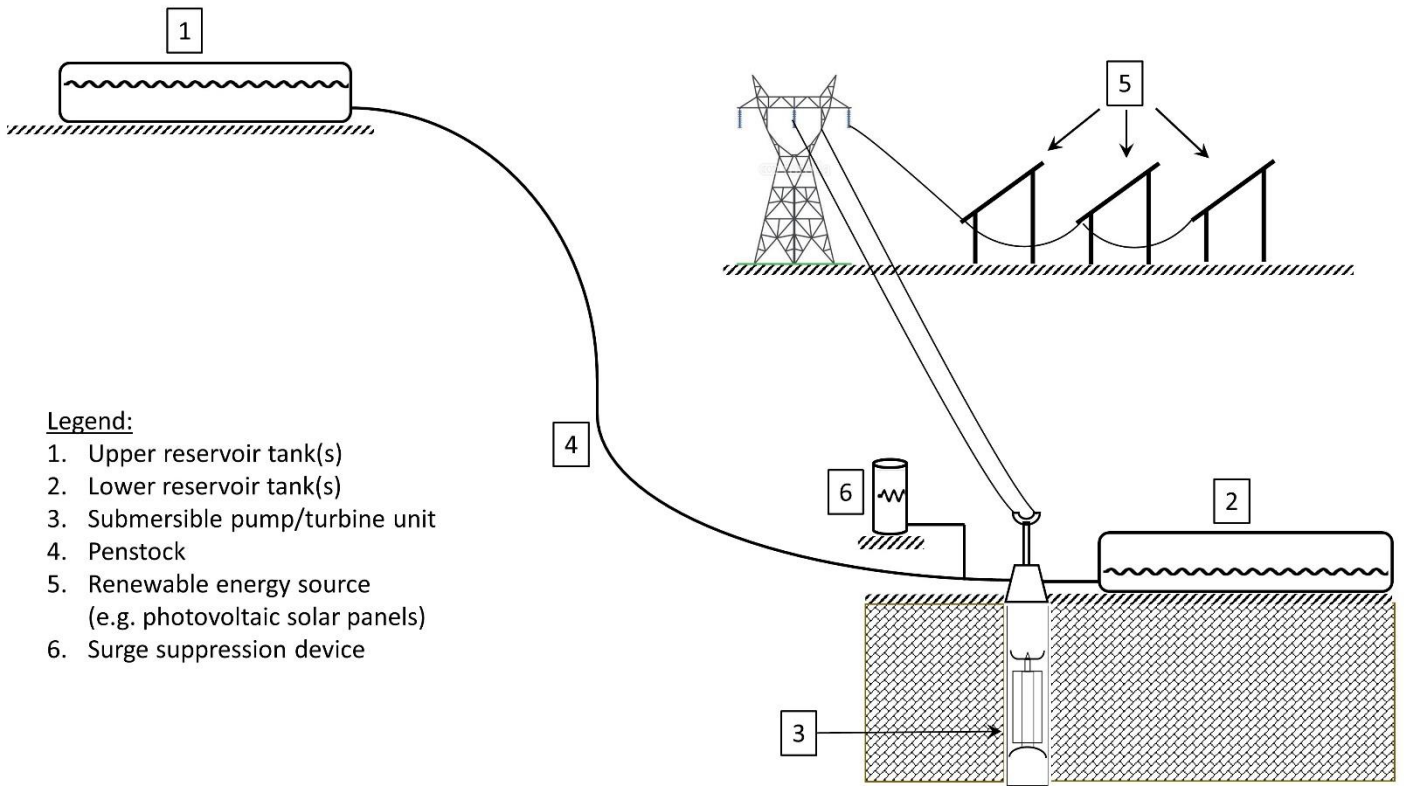 1
5
4
6
2
3
Legend:
1. Upper reservoir tank(s)
2. Lower reservoir tank(s)
3. Submersible pump/turbine unit
4. Penstock
5. Renewable energy source
(e.g. photovoltaic solar panels)
6. Surge suppression device